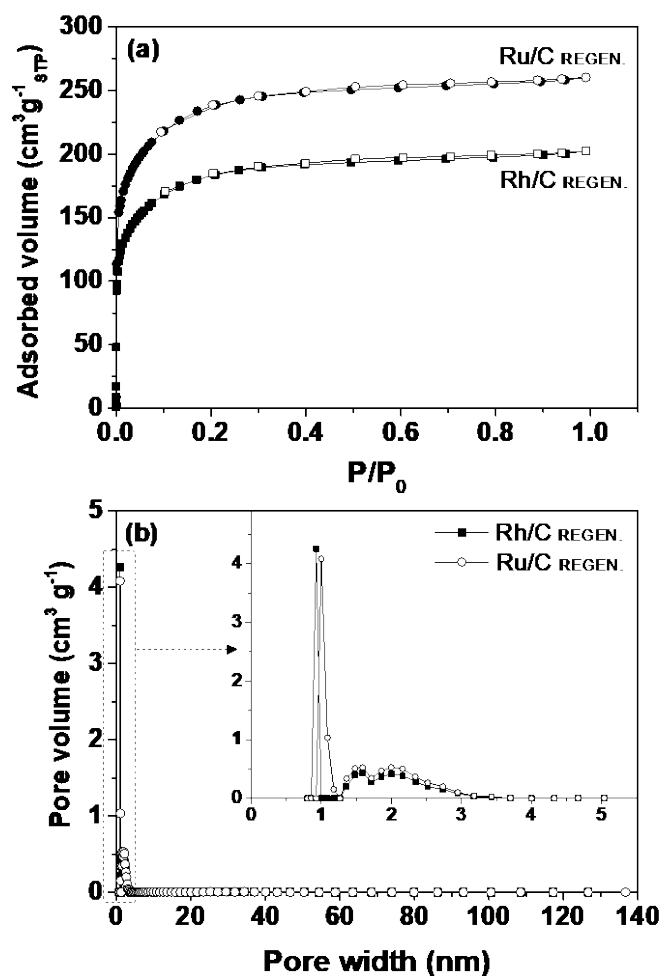 (a)
Ru/C REGEN.
Rh/C REGEN.
Adsorbed volume (cm³g⁻¹STP)
300
250
200
150
100
50
0
0.0 0.2 0.4 0.6 0.8 1.0
P/P₀
(b)
Rh/C REGEN.
Ru/C REGEN.
Pore volume (cm³ g⁻¹)
5
4
3
2
1
0
4
3
2
1
0
0 1 2 3 4 5
0 20 40 60 80 100 120 140
Pore width (nm)